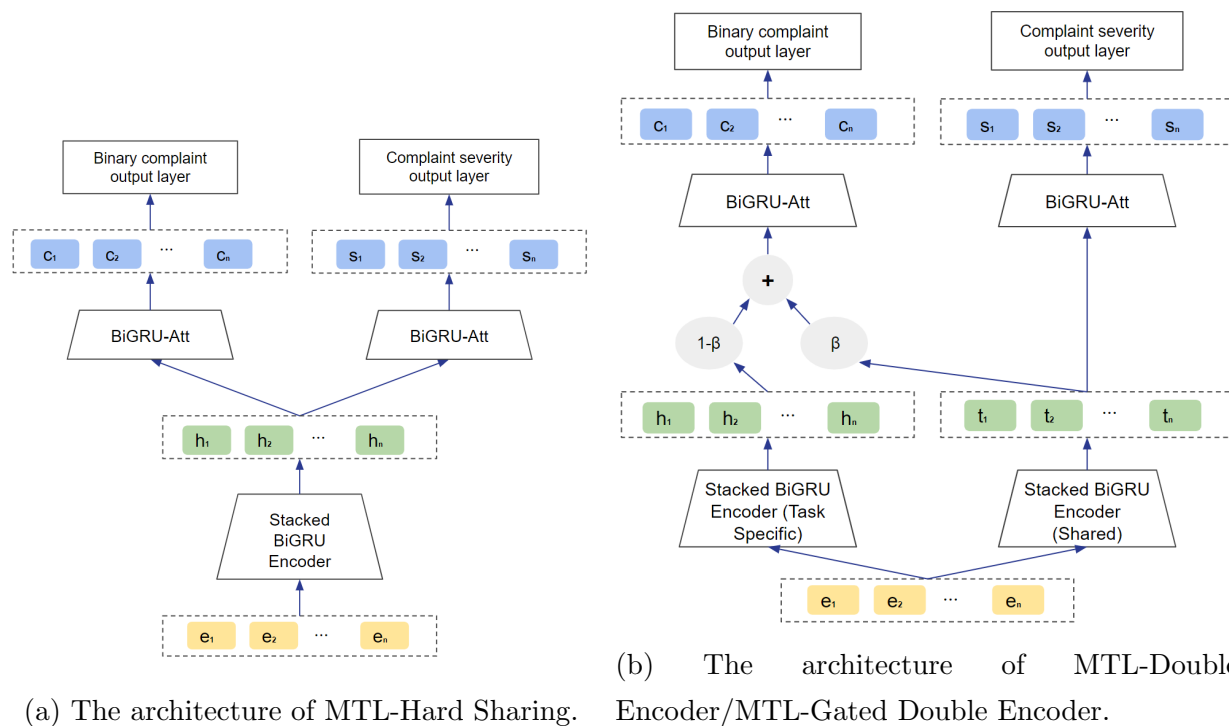 Binary complaint
output layer
Complaint severity
output layer
c₁ c₂ ... cₙ
s₁ s₂ ... sₙ
BiGRU-Att
BiGRU-Att
h₁ h₂ ... hₙ
Stacked
BiGRU
Encoder
e₁ e₂ ... eₙ
(a) The architecture of MTL-Hard Sharing.
Binary complaint
output layer
Complaint severity
output layer
c₁ c₂ ... cₙ
s₁ s₂ ... sₙ
BiGRU-Att
BiGRU-Att
+
1-β
β
h₁ h₂ ... hₙ
t₁ t₂ ... tₙ
Stacked BiGRU
Encoder (Task
Specific)
Stacked BiGRU
Encoder
(Shared)
e₁ e₂ ... eₙ
(b) The architecture of MTL-Double
Encoder/MTL-Gated Double Encoder.